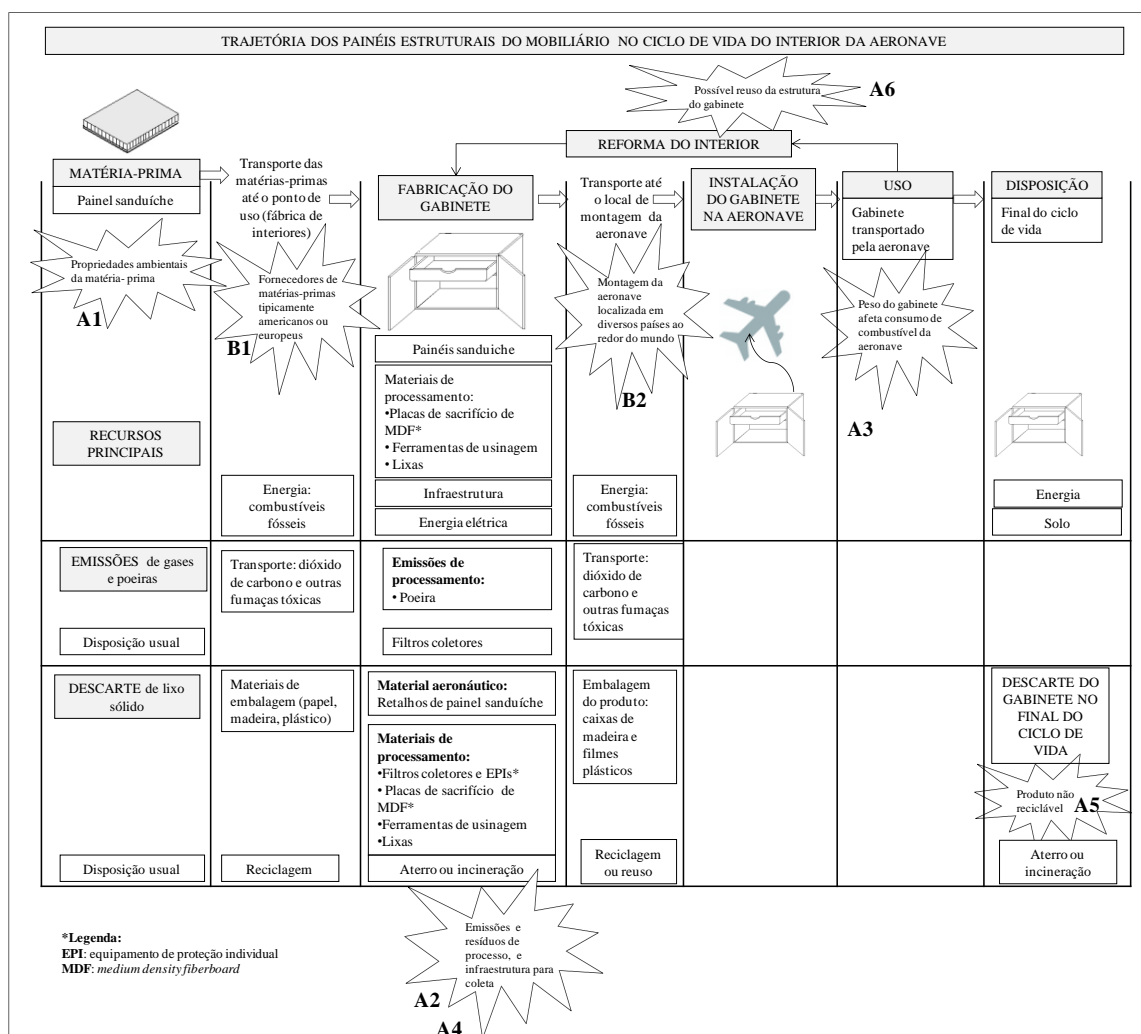 TRAJETÓRIA DOS PAINÉIS ESTRUTURAIS DO MOBILIÁRIO NO CICLO DE VIDA DO INTERIOR DA AERONAVE
Possível reuso da estrutura
do gabinete
A6
REFORMA DO INTERIOR
MATÉRIA-PRIMA
Painel sanduíche
Propriedades ambientais
da matéria- prima
A1
Transporte das
matérias-primas
até o ponto de
uso (fábrica de
interiores)
Fornecedores de
matérias-primas
tipicamente
americanos ou
europeus
B1
FABRICAÇÃO DO
GABINETE
Transporte até
o local de
montagem da
aeronave
Montagem da
aeronave
localizada em
diversos países ao
redor do mundo
B2
INSTALAÇÃO DO
GABINETE
NA AERONAVE
USO
Gabinete
transportado
pela aeronave
Peso do gabinete
afeta consumo de
combustível da
aeronave
A3
DISPOSIÇÃO
Final do ciclo
de vida
RECURSOS
PRINCIPAIS
Energia:
combustíveis
fósseis
Painéis sanduiche
Materiais de
processamento:
•Placas de sacrifício de
MDF*
• Ferramentas de usinagem
• Lixas
Infraestrutura
Energia elétrica
Energia:
combustíveis
fósseis
Energia
Solo
EMISSÕES de gases
e poeiras
Transporte: dióxido
de carbono e outras
fumaças tóxicas
Emissões de
processamento:
• Poeira
Transporte:
dióxido de
carbono e
outras fumaças
tóxicas
Disposição usual
Filtros coletores
DESCARTE de lixo
sólido
Materiais de
embalagem (papel,
madeira, plástico)
Material aeronáutico:
Retalhos de painel sanduíche
Materiais de
processamento:
•Filtros coletores e EPIs*
• Placas de sacrifício de
MDF*
•Ferramentas de usinagem
•Lixas
Embalagem
do produto:
caixas de
madeira e
filmes
plásticos
DESCARTE DO
GABINETE NO
FINAL DO
CICLO DE
VIDA
Produto não
reciclável
A5
Disposição usual
Reciclagem
Aterro ou incineração
Reciclagem
ou reuso
Aterro ou
incineração
Emissões e
resíduos de
processo, e
infraestrutura para
coleta
A2
A4
*Legenda:
EPI: equipamento de proteção individual
MDF: medium density fiberboard